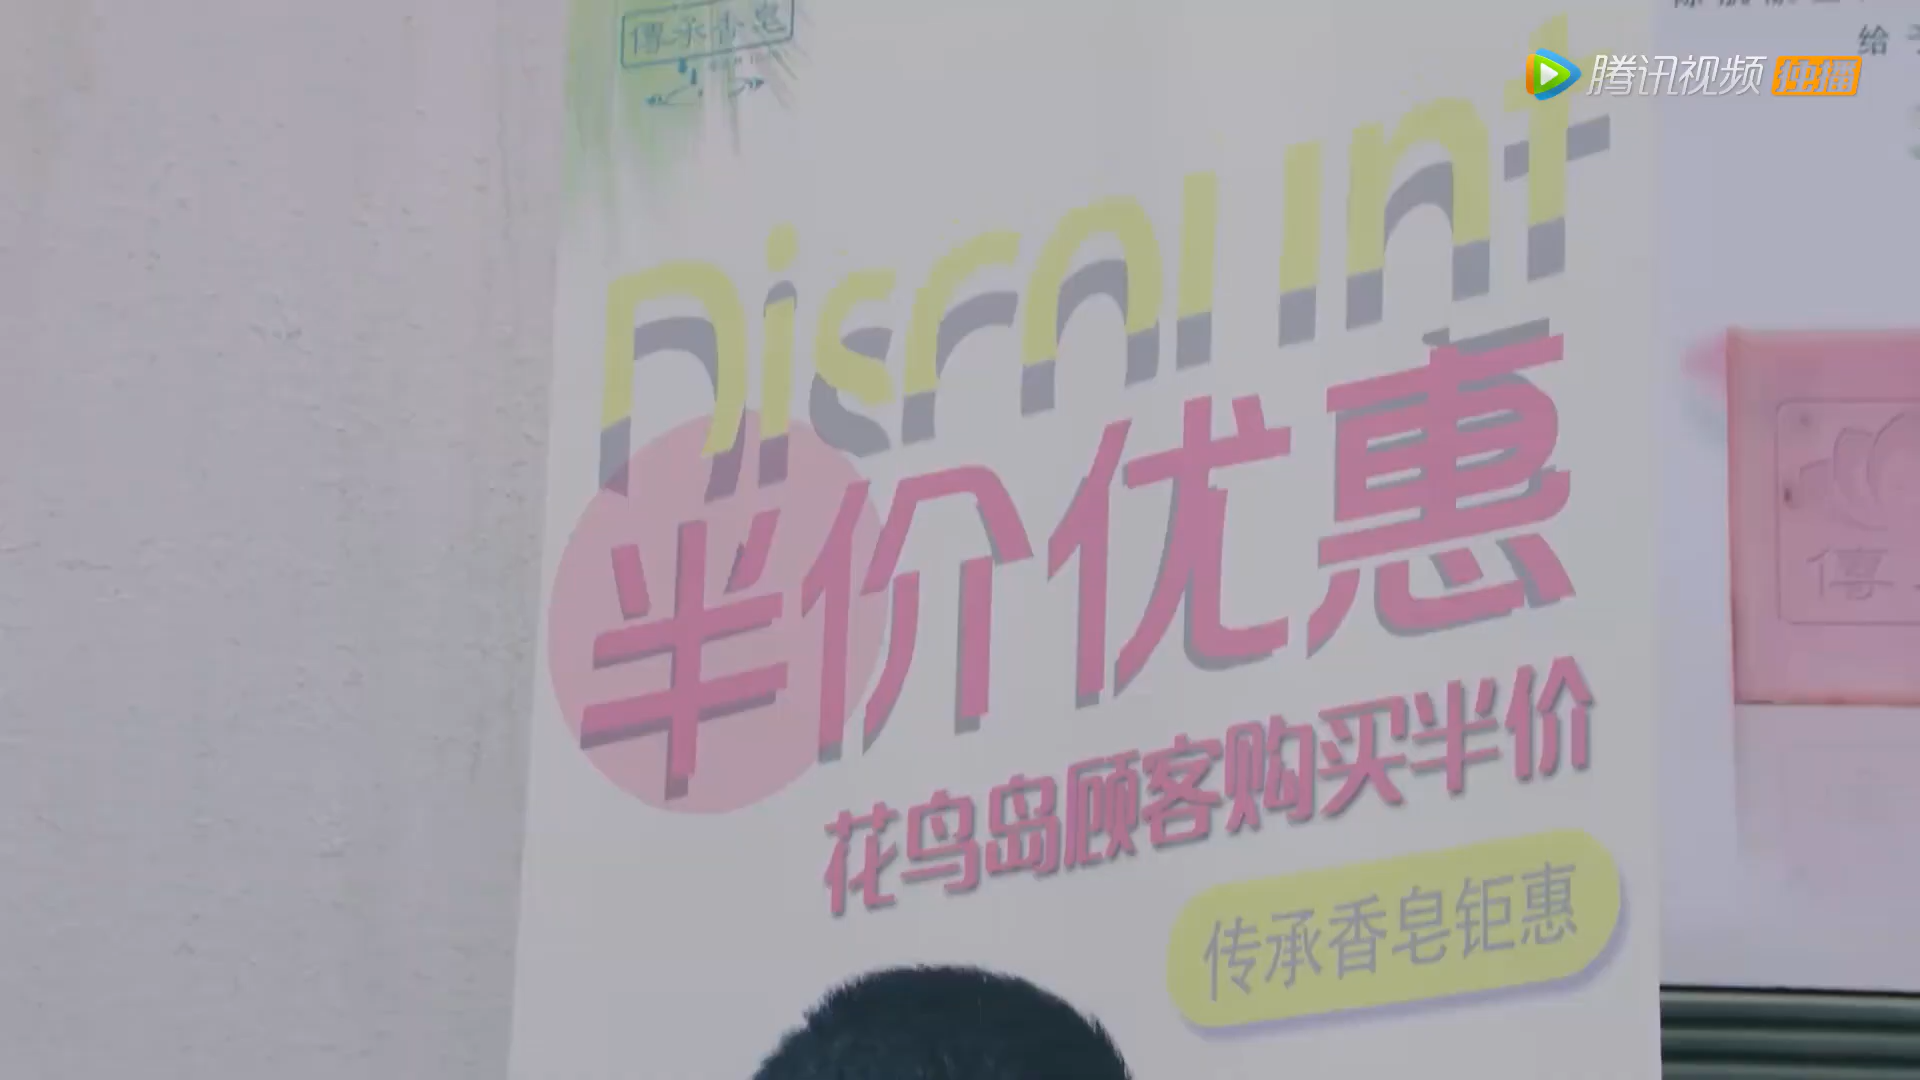 傳承香皂
给
腾讯视频 独播
Discount
半价优惠
花鸟岛顾客购买半价
传承香皂钜惠
傳